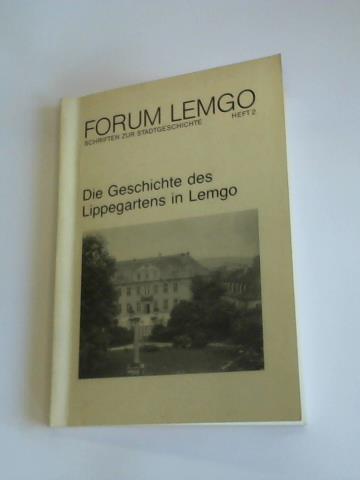 FORUM LEMGO
SCHRIFTEN ZUR STADTGESCHICHTE HEFT 2
Die Geschichte des
Lippegartens in Lemgo